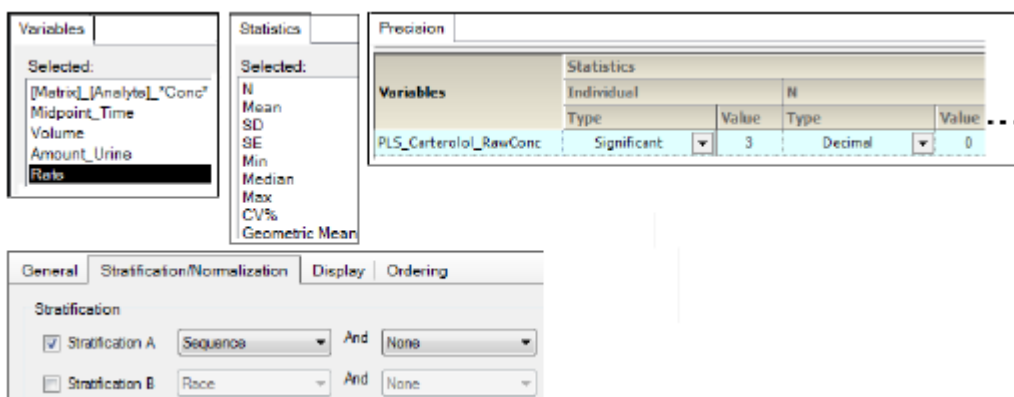 Variables
Selected:
[Matrix]_[Analyte]_*Conc*
Midpoint_Time
Volume
Amount_Urine
Rate
Statistics
Selected:
N
Mean
SD
SE
Min
Median
Max
CV%
Geometric Mean
Precision
Statistics
Variables Individual N
Type Value Type Value
PLS_Carterolol_RawConc Significant 3 Decimal 0
General Stratification/Normalization Display Ordering
Stratification
Stratification A Sequence And None
Stratification B Race And None